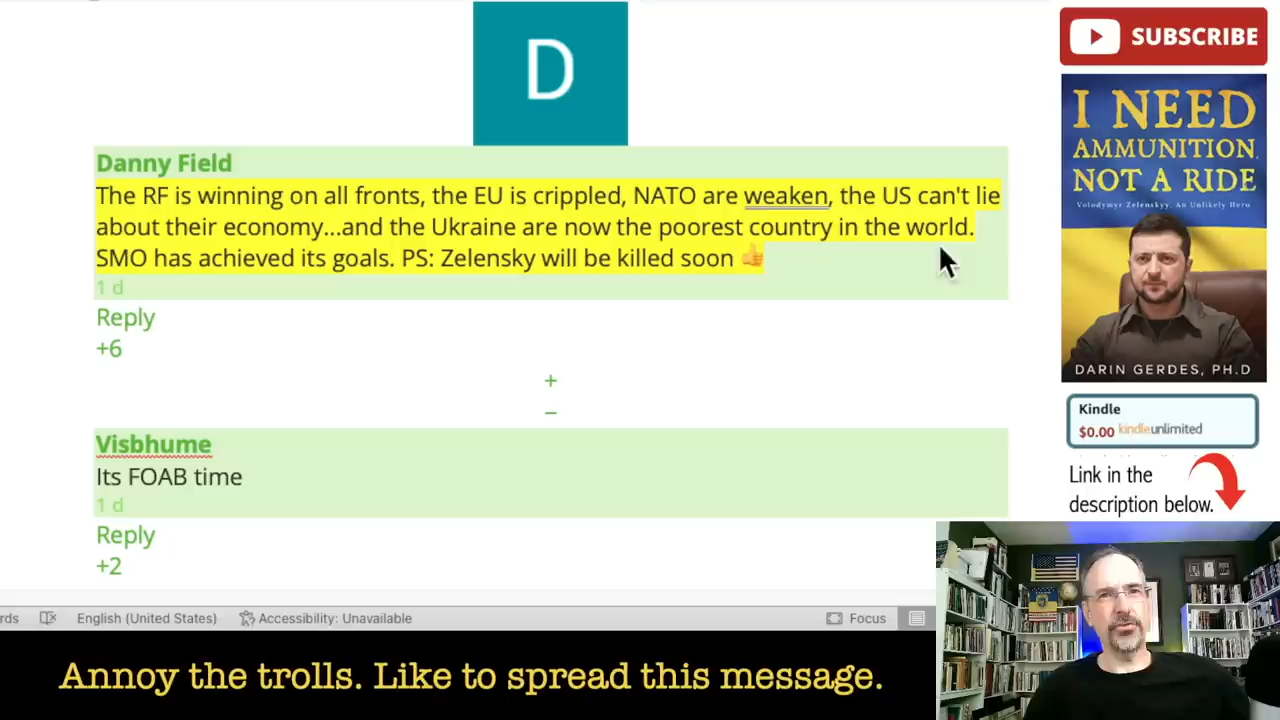 D
Danny Field
The RF is winning on all fronts, the EU is crippled, NATO are weaken, the US can't lie
about their economy...and the Ukraine are now the poorest country in the world.
SMO has achieved its goals. PS: Zelensky will be killed soon 👍
1 d
Reply
+6
+
−
Visbhume
Its FOAB time
1 d
Reply
+2
rds
English (United States)
Accessibility: Unavailable
Focus
Annoy the trolls. Like to spread this message.
SUBSCRIBE
I NEED
AMMUNITION,
NOT A RIDE
Volodymyr Zelenskyy, An Unlikely Hero
DARIN GERDES, PH.D
Kindle
$0.00 kindleunlimited
Link in the
description below.